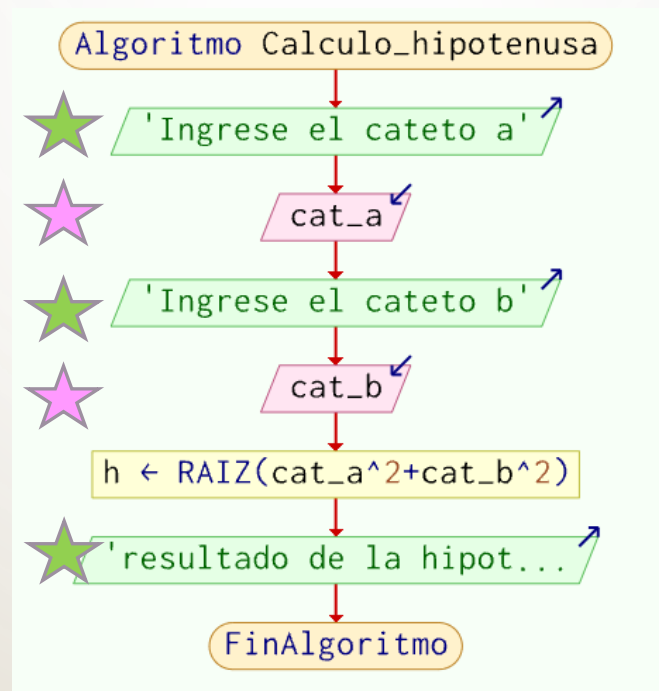 Algoritmo Calculo_hipotenusa
'Ingrese el cateto a'
cat_a
'Ingrese el cateto b'
cat_b
h ← RAIZ(cat_a^2+cat_b^2)
'resultado de la hipot...
FinAlgoritmo